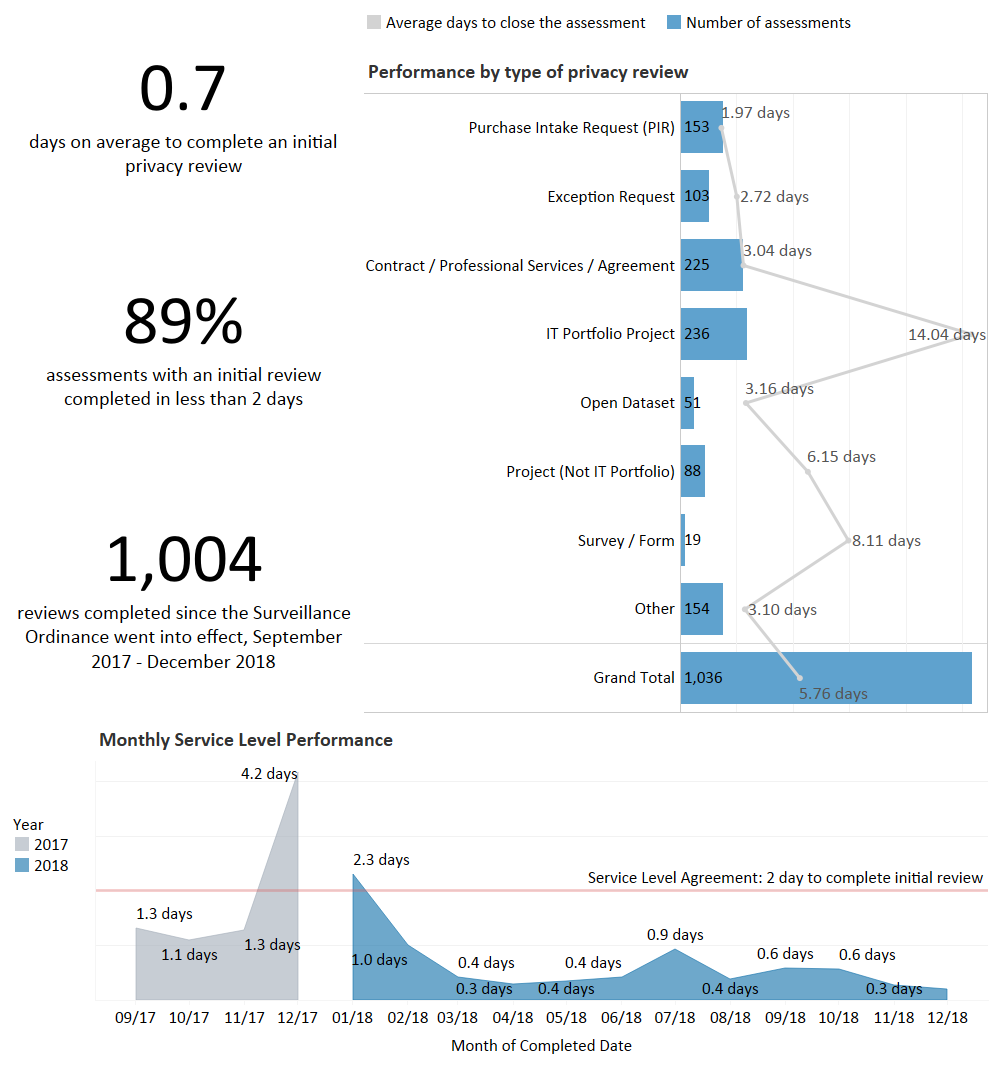 Average days to close the assessment
Number of assessments
0.7
days on average to complete an initial
privacy review
89%
assessments with an initial review
completed in less than 2 days
1,004
reviews completed since the Surveillance
Ordinance went into effect, September
2017 - December 2018
Performance by type of privacy review
Purchase Intake Request (PIR) 153 1.97 days
Exception Request 103 2.72 days
Contract / Professional Services / Agreement 225 3.04 days
IT Portfolio Project 236 14.04 days
Open Dataset 51 3.16 days
Project (Not IT Portfolio) 88 6.15 days
Survey / Form 19 8.11 days
Other 154 3.10 days
Grand Total 1,036 5.76 days
Monthly Service Level Performance
Year
2017
2018
4.2 days
2.3 days
Service Level Agreement: 2 day to complete initial review
1.3 days
1.1 days
1.3 days
1.0 days
0.4 days
0.3 days
0.4 days
0.4 days
0.9 days
0.4 days
0.6 days
0.6 days
0.3 days
09/17 10/17 11/17 12/17 01/18 02/18 03/18 04/18 05/18 06/18 07/18 08/18 09/18 10/18 11/18 12/18
Month of Completed Date